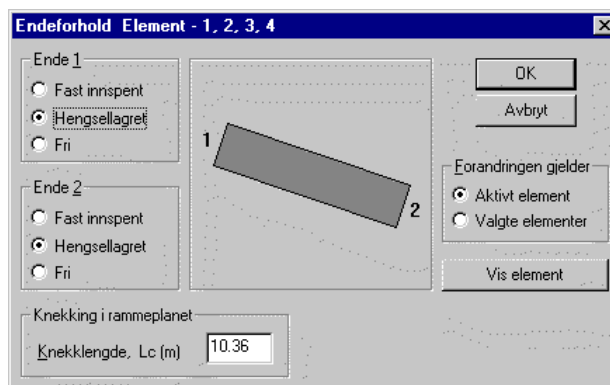 Endeforhold Element - 1, 2, 3, 4
Ende 1
Fast innspent
Hengsellagret
Fri
Ende 2
Fast innspent
Hengsellagret
Fri
1
2
OK
Avbryt
Forandringen gjelder
Aktivt element
Valgte elementer
Vis element
Knekking i rammeplanet
Knekklengde, Lc (m)
10.36